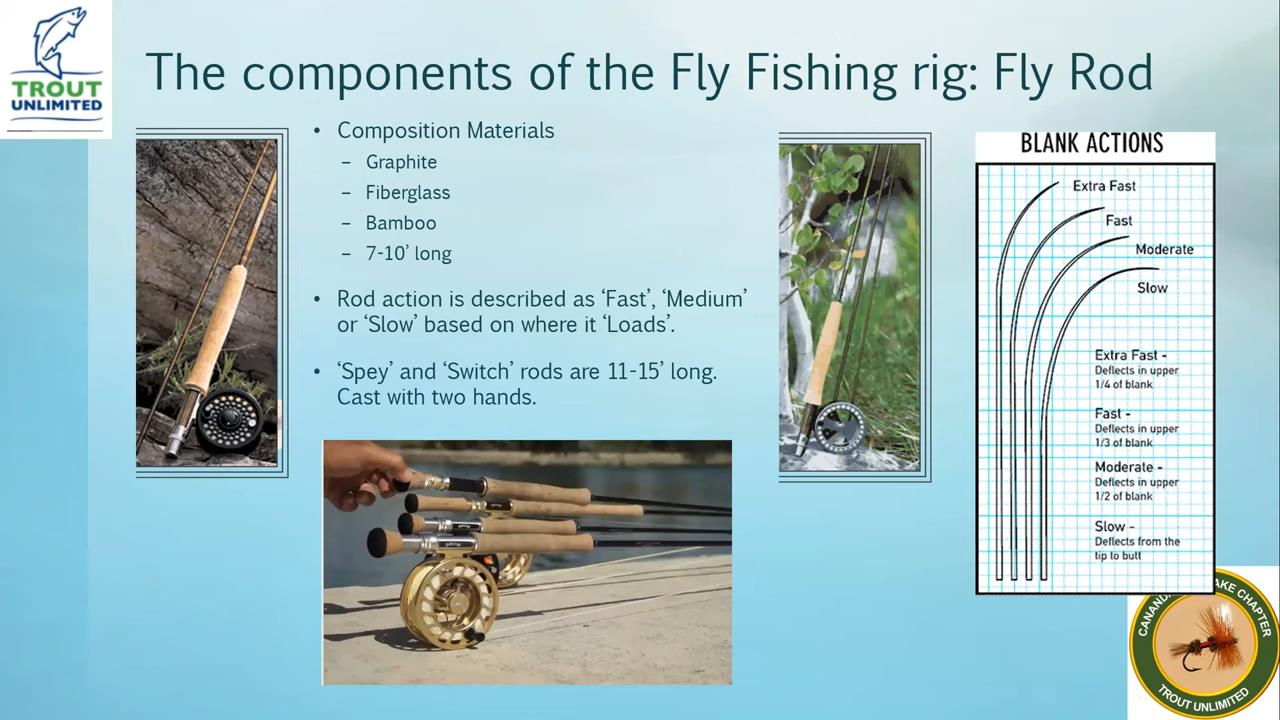 TROUT
UNLIMITED
The components of the Fly Fishing rig: Fly Rod
• Composition Materials
– Graphite
– Fiberglass
– Bamboo
– 7-10’ long
• Rod action is described as ‘Fast’, ‘Medium’
or ‘Slow’ based on where it ‘Loads’.
• ‘Spey’ and ‘Switch’ rods are 11-15’ long.
Cast with two hands.
BLANK ACTIONS
Extra Fast
Fast
Moderate
Slow
Extra Fast -
Deflects in upper
1/4 of blank
Fast -
Deflects in upper
1/3 of blank
Moderate -
Deflects in upper
1/2 of blank
Slow -
Deflects from the
tip to butt
CHAPTER
TROUT UNLIMITED